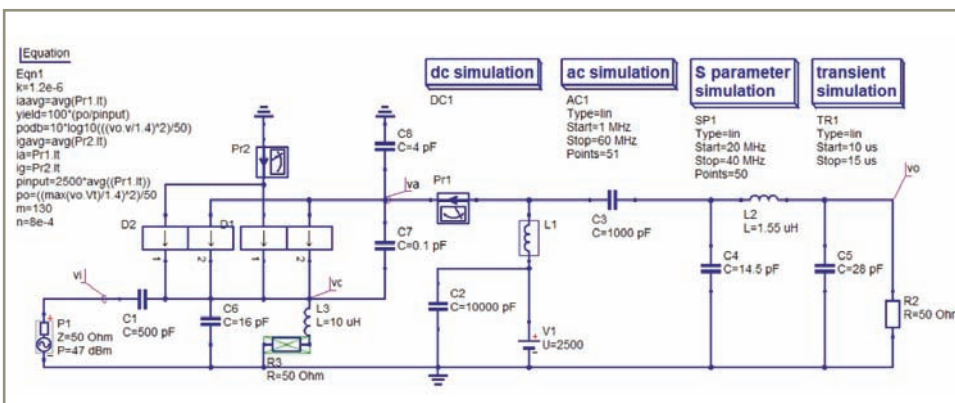 Equation
Eqn1
k=1.2e-6
iaavg=avg(Pr1.It)
yield=100*(po/pinput)
podb=10*log10(((vo.v/1.4)^2)/50)
igavg=avg(Pr2.It)
ia=Pr1.It
ig=Pr2.It
pinput=2500*avg((Pr1.It))
po=((max(vo.Vt)/1.4)^2)/50
m=130
n=8e-4
dc simulation
DC1
ac simulation
AC1
Type=lin
Start=1 MHz
Stop=60 MHz
Points=51
S parameter
simulation
SP1
Type=lin
Start=20 MHz
Stop=40 MHz
Points=50
transient
simulation
TR1
Type=lin
Start=10 us
Stop=15 us
C8
C=4 pF
Pr2
va
Pr1
vo
D2
D1
1
2
1
2
C7
C=0.1 pF
L1
C3
C=1000 pF
L2
L=1.55 uH
C4
C=14.5 pF
C5
C=28 pF
vi
vc
C1
C=500 pF
C6
C=16 pF
L3
L=10 uH
C2
C=10000 pF
V1
U=2500
R2
R=50 Ohm
P1
Z=50 Ohm
P=47 dBm
R3
R=50 Ohm